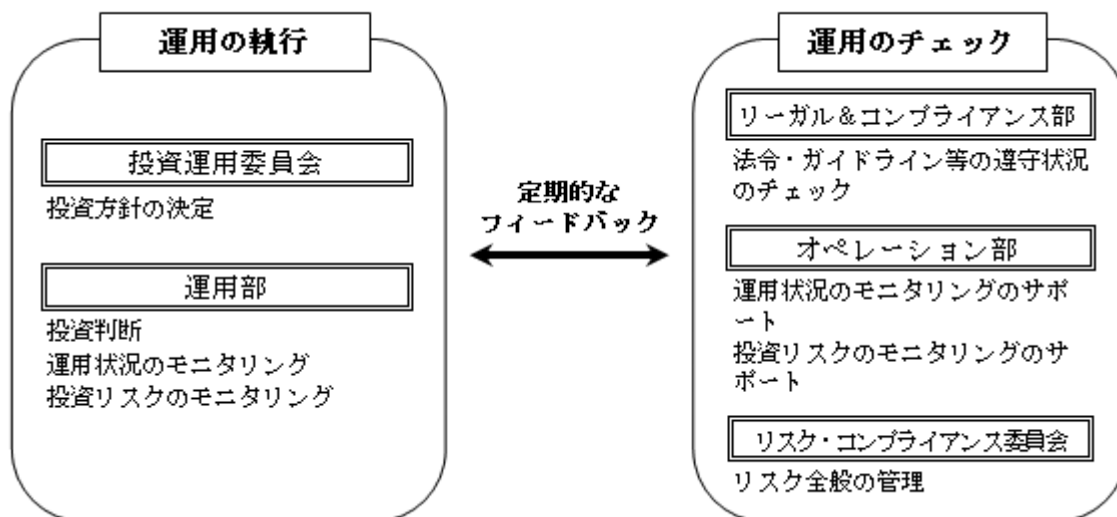 運用の執行
投資運用委員会
投資方針の決定
運用部
投資判断
運用状況のモニタリング
投資リスクのモニタリング
定期的な
フィードバック
運用のチェック
リーガル＆コンプライアンス部
法令・ガイドライン等の遵守状況
のチェック
オペレーション部
運用状況のモニタリングのサポ
ート
投資リスクのモニタリングのサ
ポート
リスク・コンプライアンス委員会
リスク全般の管理